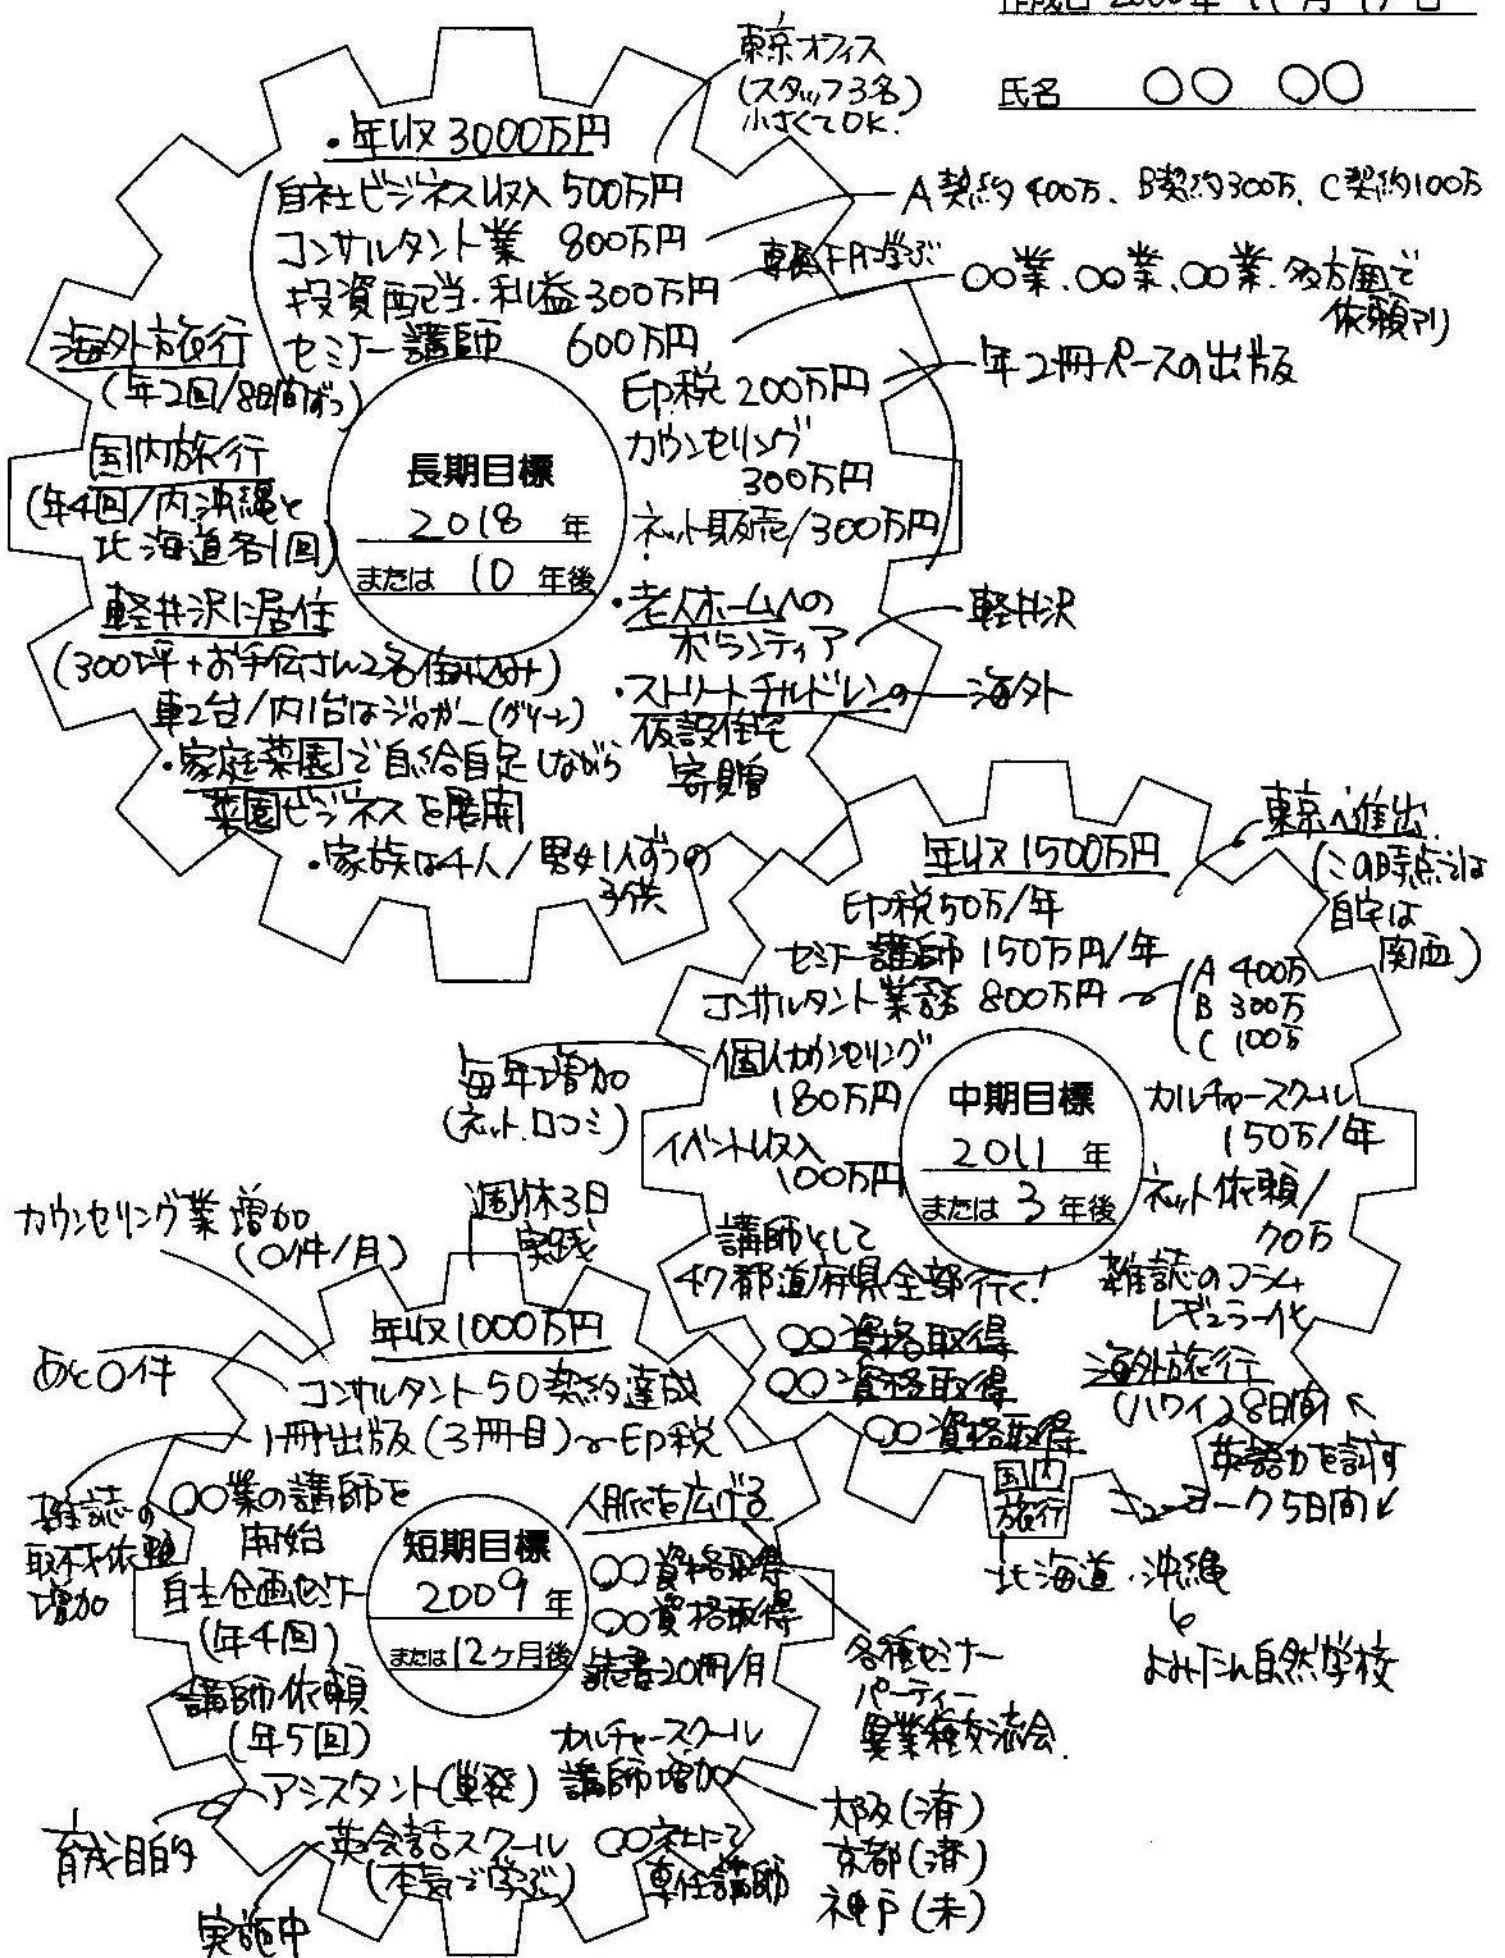 氏名 〇〇 〇〇
東京オフィス
(スタッフ3名)
小さくてOK!
・年収3000万円
自社ビジネス収入 500万円
コンサルタント業 800万円
A契約400万、B契約300万、C契約100万
投資配当・利益300万円
セミナー講師 600万円
〇〇業、〇〇業、〇〇業、多方面で
依頼アリ
印税 200万円
年2冊ペースの出版
カウンセリング
300万円
ネット販売/300万円
海外旅行
(年2回/8日間ずつ)
国内旅行
(年4回/内沖縄と
北海道各1回)
長期目標
2018 年
または 10 年後
軽井沢に居住
(300坪+お手伝さん2名住み込み)
車2台/内1台はジャガー(グリーン)
・老人ホームへの
ボランティア
軽井沢
・ストリートチルドレンの
仮設住宅
寄贈
海外
・家庭菜園で自給自足しながら
菜園ビジネスを展開
・家族は4人/男女1人ずつの
子供
年収1500万円
東京へ進出
(この時点では
自宅は
関西)
印税50万/年
セミナー講師 150万円/年
コンサルタント業務 800万円
A 400万
B 300万
C 100万
個人カウンセリング
180万円
毎年増加
(ネット、口コミ)
イベント収入
100万円
中期目標
2011 年
または 3 年後
カルチャースクール
150万/年
ネット依頼/
70万
講師として
47都道府県全部行く!
雑誌のコラム
レギュラー化
〇〇資格取得
〇〇資格取得
〇〇資格取得
海外旅行
(ハワイ)8日間
英語力を試す
ニューヨーク5日間
国内
旅行
北海道・沖縄
よみたん自然学校
カウンセリング業増加
(〇件/月)
週休3日
実践
年収1000万円
あと〇件
コンサルタント50契約達成
1冊出版(3冊目)〜印税
雑誌の
取材依頼
増加
〇〇業の講師を
開始
自主企画セミナー
(年4回)
講師依頼
(年5回)
短期目標
2009 年
または 12ヶ月後
人脈を広げる
各種セミナー
パーティー
異業種交流会
〇〇資格取得
〇〇資格取得
読書20冊/月
カルチャースクール
講師増加
大阪(済)
京都(済)
神戸(未)
アシスタント(単発)
育成目的
英会話スクール
(本気で学ぶ)
実施中
〇〇社にて
専任講師